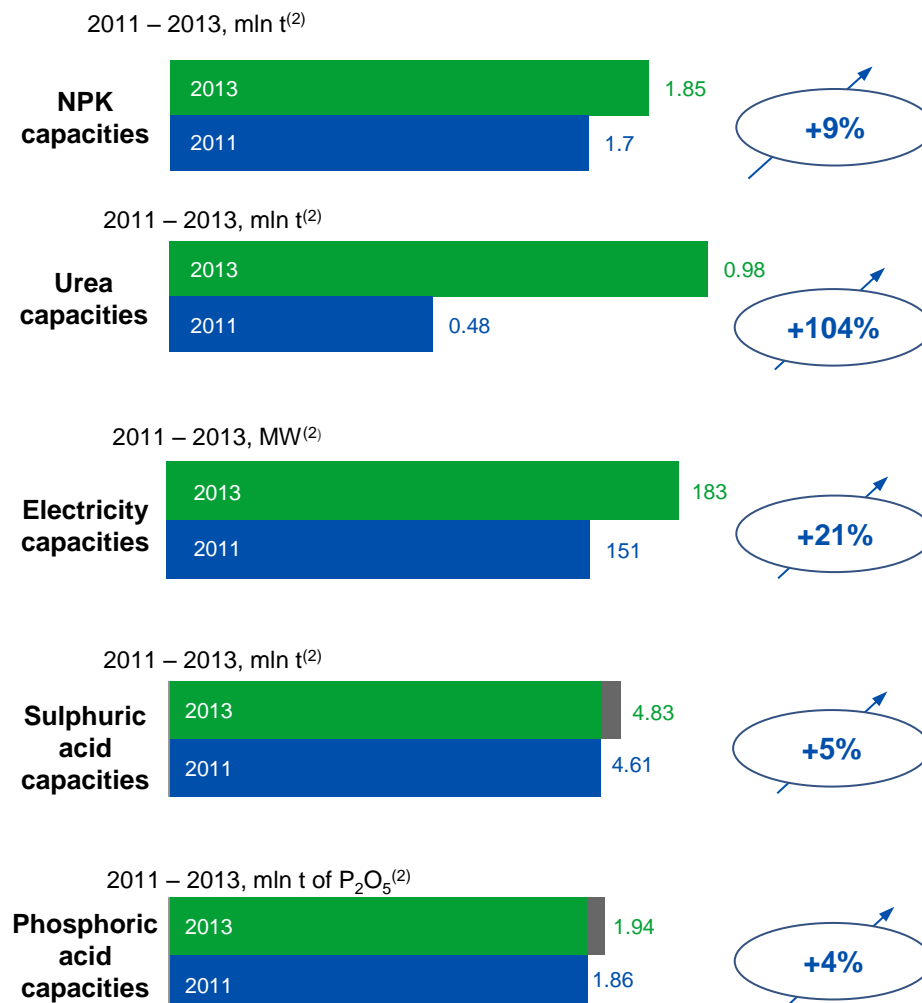 2011 – 2013, mln t(2)
NPK
capacities
2013
1.85
2011
1.7
+9%
2011 – 2013, mln t(2)
Urea
capacities
2013
0.98
2011
0.48
+104%
2011 – 2013, MW(2)
Electricity
capacities
2013
183
2011
151
+21%
2011 – 2013, mln t(2)
Sulphuric
acid
capacities
2013
4.83
2011
4.61
+5%
2011 – 2013, mln t of P2O5(2)
Phosphoric
acid
capacities
2013
1.94
2011
1.86
+4%